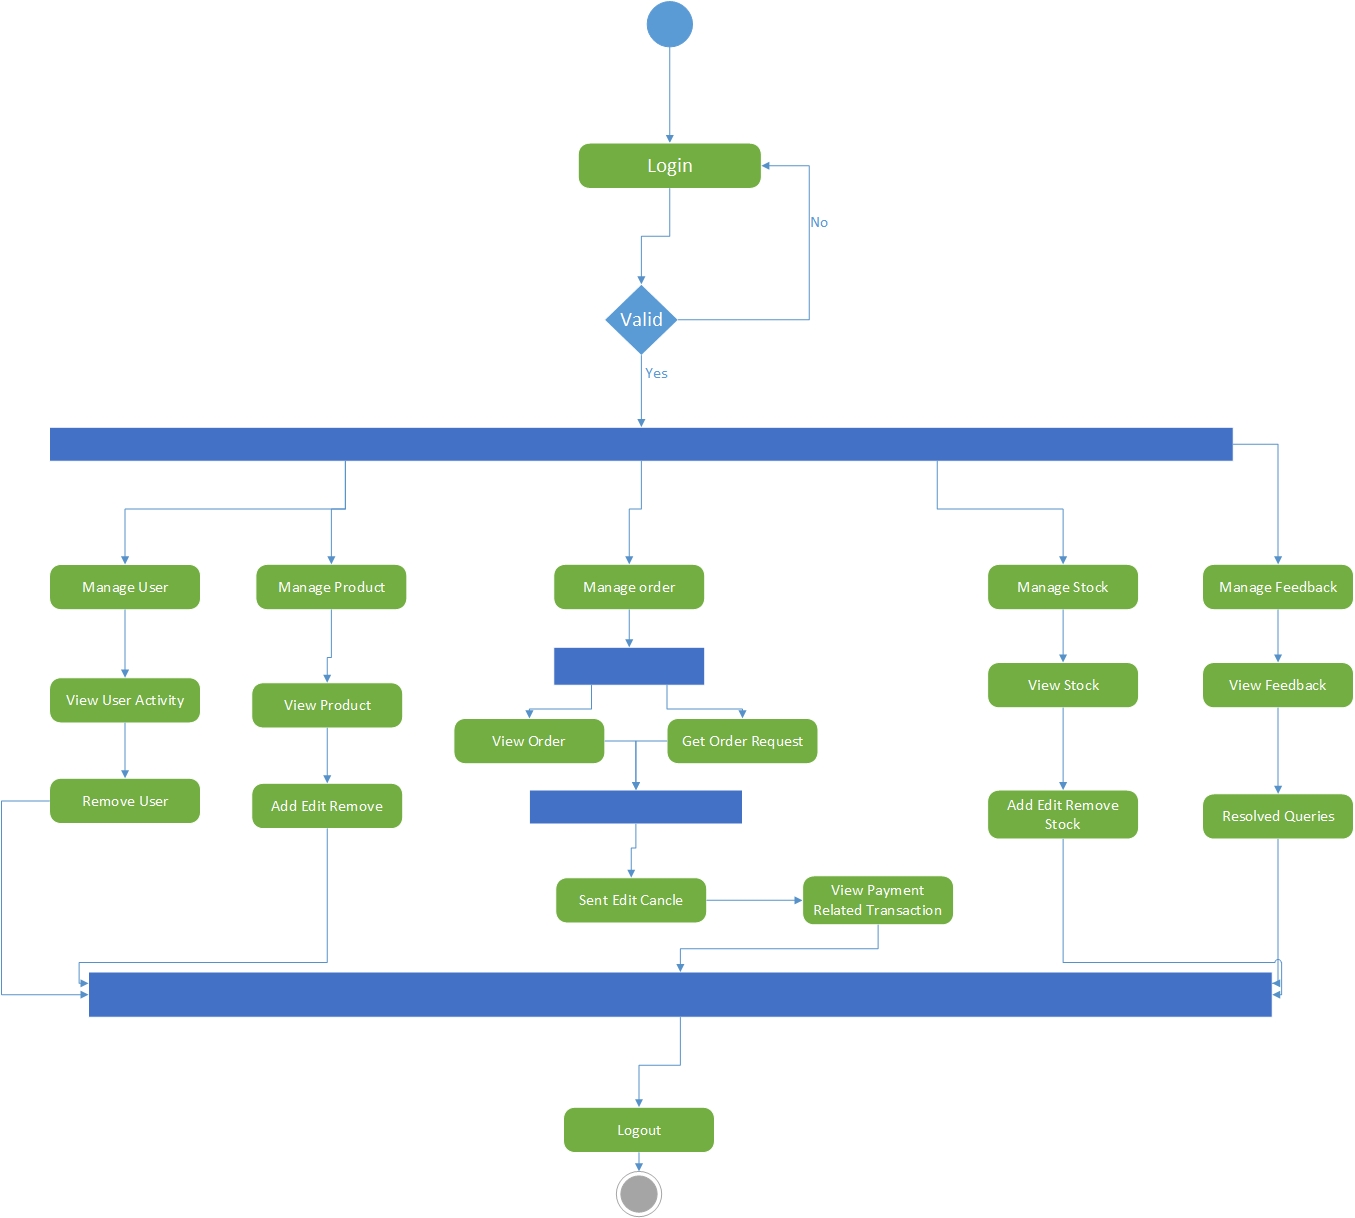 Login
No
Valid
Yes
Manage User
Manage Product
Manage order
Manage Stock
Manage Feedback
View User Activity
View Product
View Stock
View Feedback
View Order
Get Order Request
Remove User
Add Edit Remove
Add Edit Remove
Stock
Resolved Queries
Sent Edit Cancle
View Payment
Related Transaction
Logout